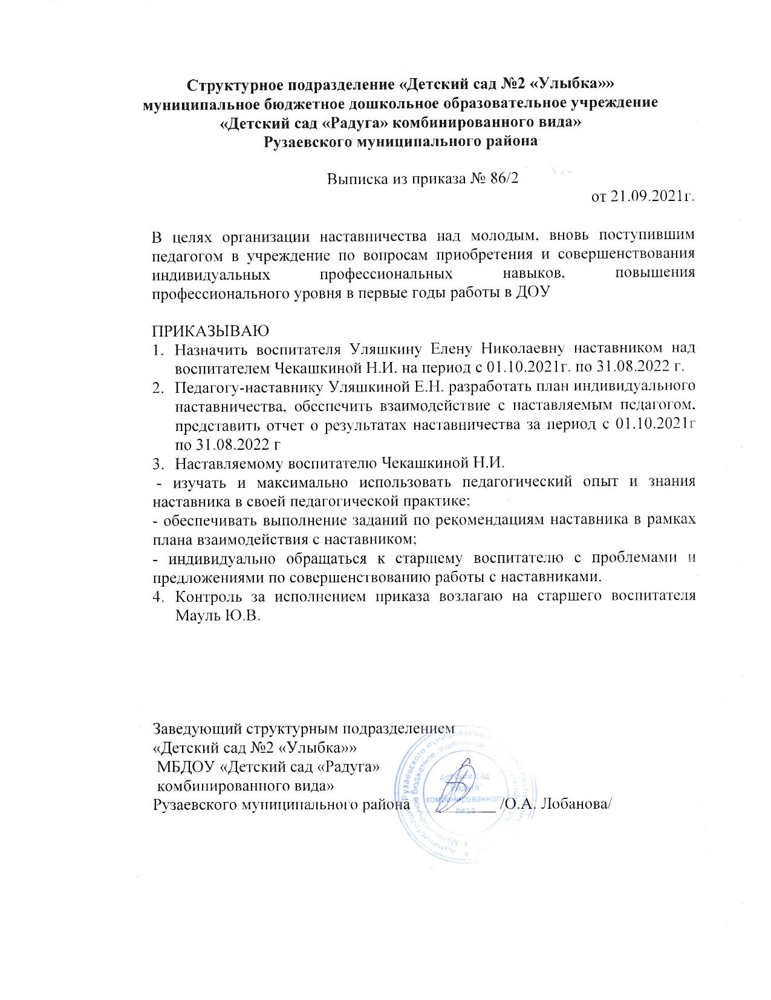 Структурное подразделение «Детский сад №2 «Улыбка»»
муниципальное бюджетное дошкольное образовательное учреждение
«Детский сад «Радуга» комбинированного вида»
Рузаевского муниципального района
Выписка из приказа № 86/2
от 21.09.2021г.
В целях организации наставничества над молодым, вновь поступившим
педагогом в учреждение по вопросам приобретения и совершенствования
индивидуальных профессиональных навыков, повышения
профессионального уровня в первые годы работы в ДОУ
ПРИКАЗЫВАЮ
1. Назначить воспитателя Уляшкину Елену Николаевну наставником над
воспитателем Чекашкиной Н.И. на период с 01.10.2021г. по 31.08.2022 г.
2. Педагогу-наставнику Уляшкиной Е.Н. разработать план индивидуального
наставничества, обеспечить взаимодействие с наставляемым педагогом,
представить отчет о результатах наставничества за период с 01.10.2021г
по 31.08.2022 г
3. Наставляемому воспитателю Чекашкиной Н.И.
- изучать и максимально использовать педагогический опыт и знания
наставника в своей педагогической практике;
- обеспечивать выполнение заданий по рекомендациям наставника в рамках
плана взаимодействия с наставником;
- индивидуально обращаться к старшему воспитателю с проблемами и
предложениями по совершенствованию работы с наставниками.
4. Контроль за исполнением приказа возлагаю на старшего воспитателя
Мауль Ю.В.
Заведующий структурным подразделением
«Детский сад №2 «Улыбка»»
МБДОУ «Детский сад «Радуга»
комбинированного вида»
Рузаевского муниципального района __________ /О.А. Лобанова/
детский сад
"Радуга"
комбинированного
вида